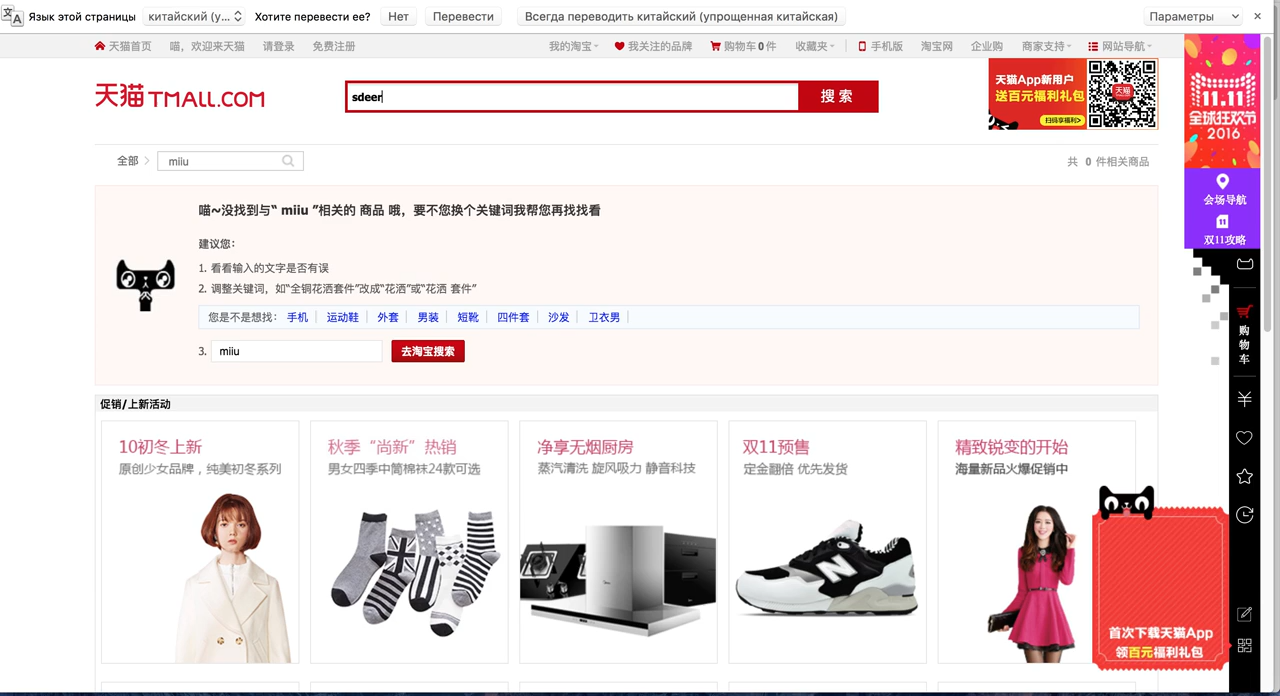 Язык этой страницы китайский (у... Хотите перевести ее? Нет Перевести Всегда переводить китайский (упрощенная китайская) Параметры
天猫首页 喵，欢迎来天猫 请登录 免费注册 我的淘宝 我关注的品牌 购物车0件 收藏夹 手机版 淘宝网 企业购 商家支持 网站导航
天猫 TMALL.COM
sdeer 搜 索
天猫App新用户
送百元福利礼包
扫码享福利>
天猫
11.11
全球狂欢节
2016
全部 miiu 共 0 件相关商品
会场导航
11
双11攻略
喵~没找到与“ miiu ”相关的 商品 哦，要不您换个关键词我帮您再找找看
建议您：
1. 看看输入的文字是否有误
2. 调整关键词，如“全铜花洒套件”改成“花洒”或“花洒 套件”
您是不是想找： 手机 运动鞋 外套 男装 短靴 四件套 沙发 卫衣男
3. miiu 去淘宝搜索
购物车
促销/上新活动
10初冬上新
原创少女品牌，纯美初冬系列
秋季“尚新”热销
男女四季中筒棉袜24款可选
净享无烟厨房
蒸汽清洗 旋风吸力 静音科技
双11预售
定金翻倍 优先发货
N
精致锐变的开始
海量新品火爆促销中
首次下载天猫App
领百元福利礼包